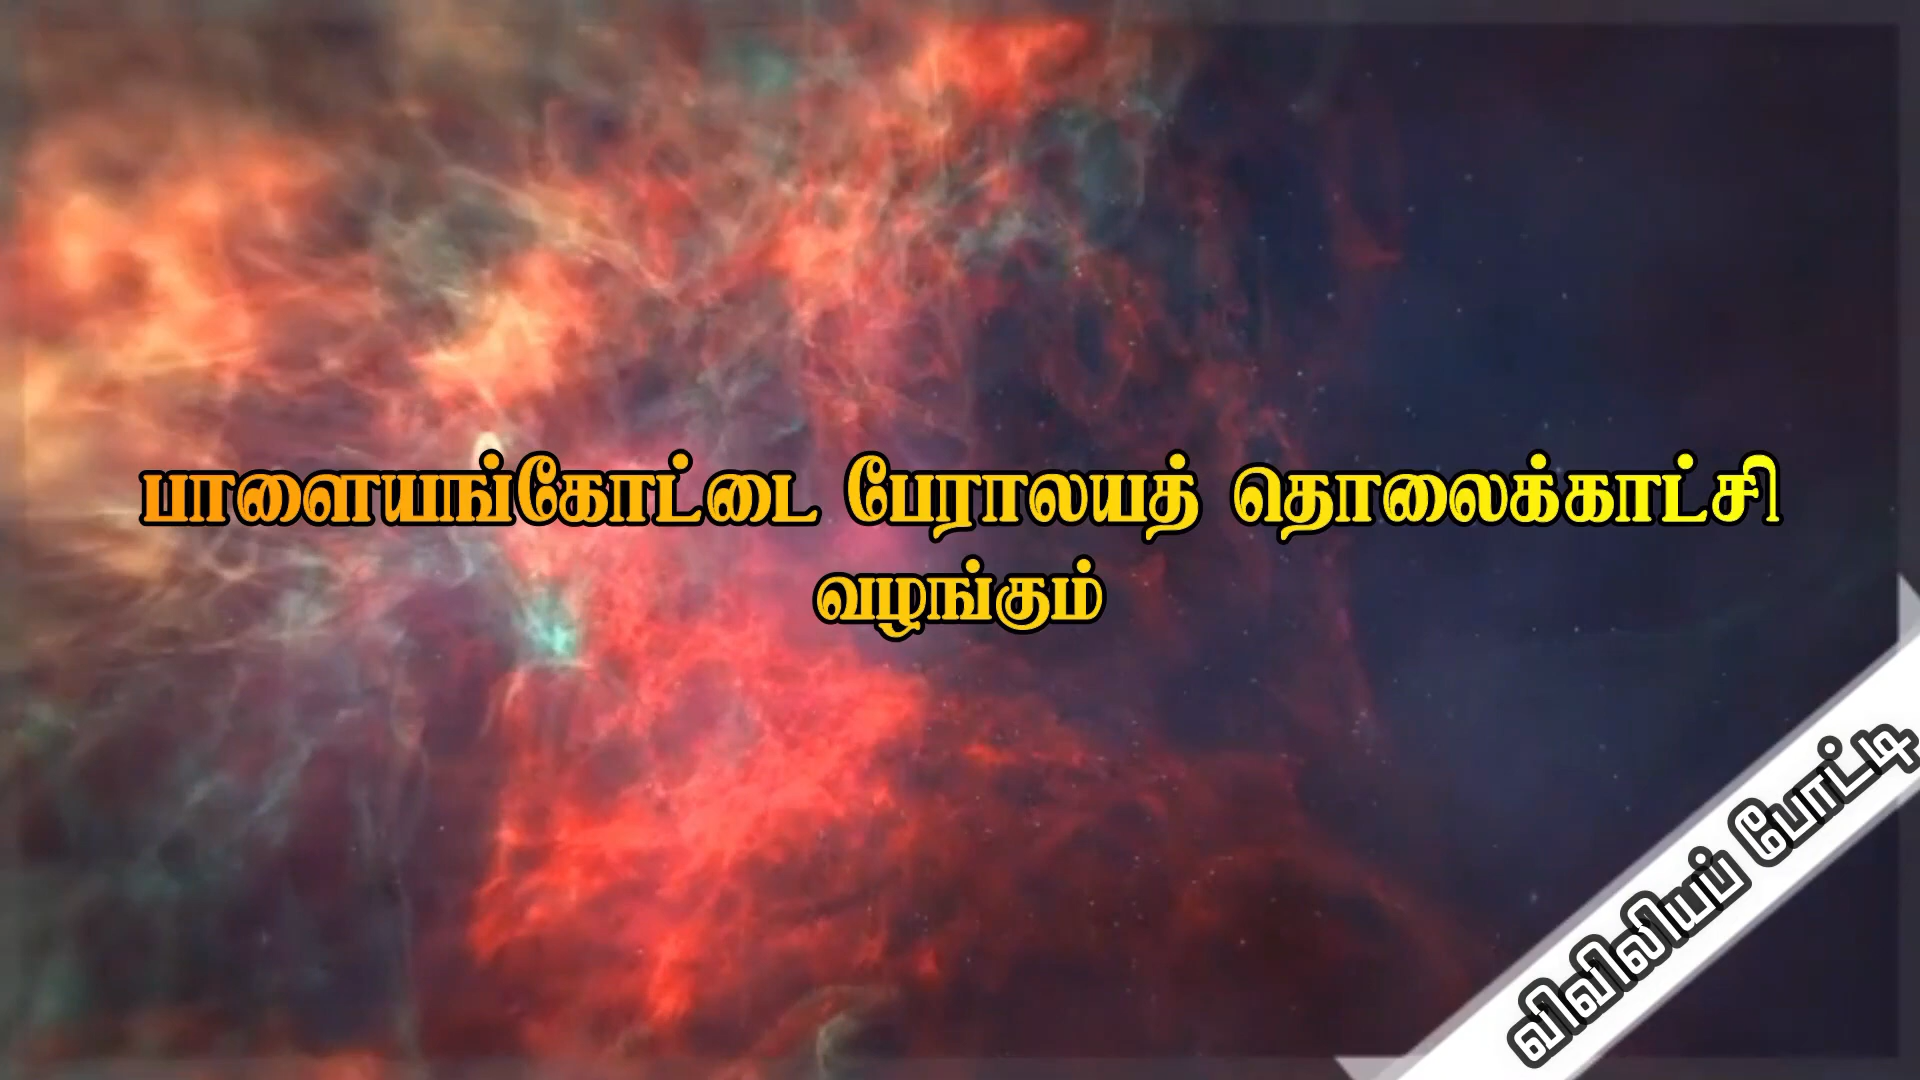 பாளையங்கோட்டை பேராலயத் தொலைக்காட்சி
வழங்கும்
விவிலியப் போட்டி